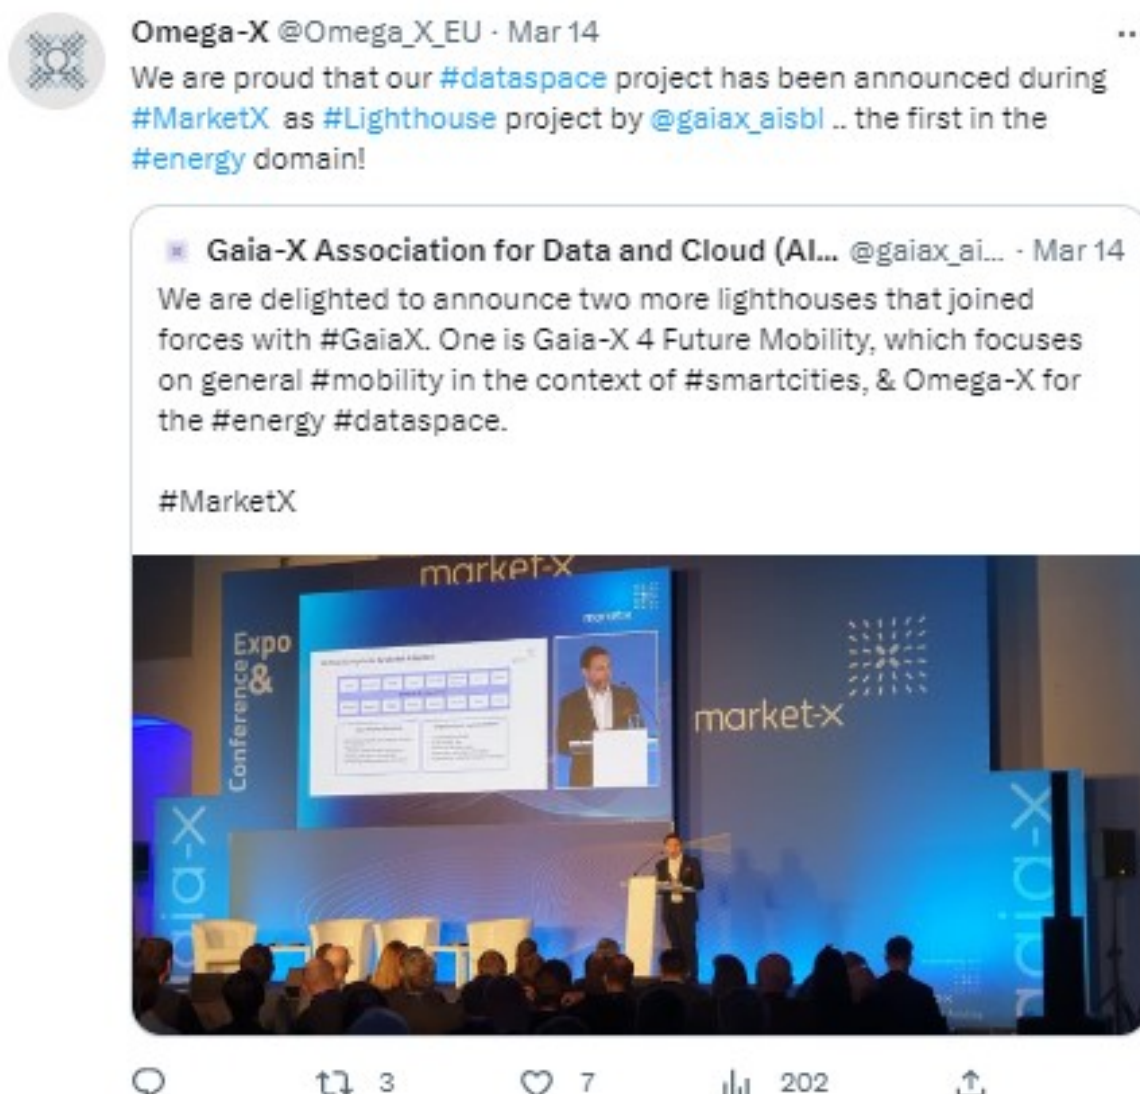 Omega-X @Omega_X_EU · Mar 14
We are proud that our #dataspace project has been announced during
#MarketX as #Lighthouse project by @gaiax_aisbl .. the first in the
#energy domain!
Gaia-X Association for Data and Cloud (AI... @gaiax_ai... · Mar 14
We are delighted to announce two more lighthouses that joined
forces with #GaiaX. One is Gaia-X 4 Future Mobility, which focuses
on general #mobility in the context of #smartcities, & Omega-X for
the #energy #dataspace.
#MarketX
market-x
Conference &
Expo
market-x
market-x
gaia-x
gaia-x
3
7
202